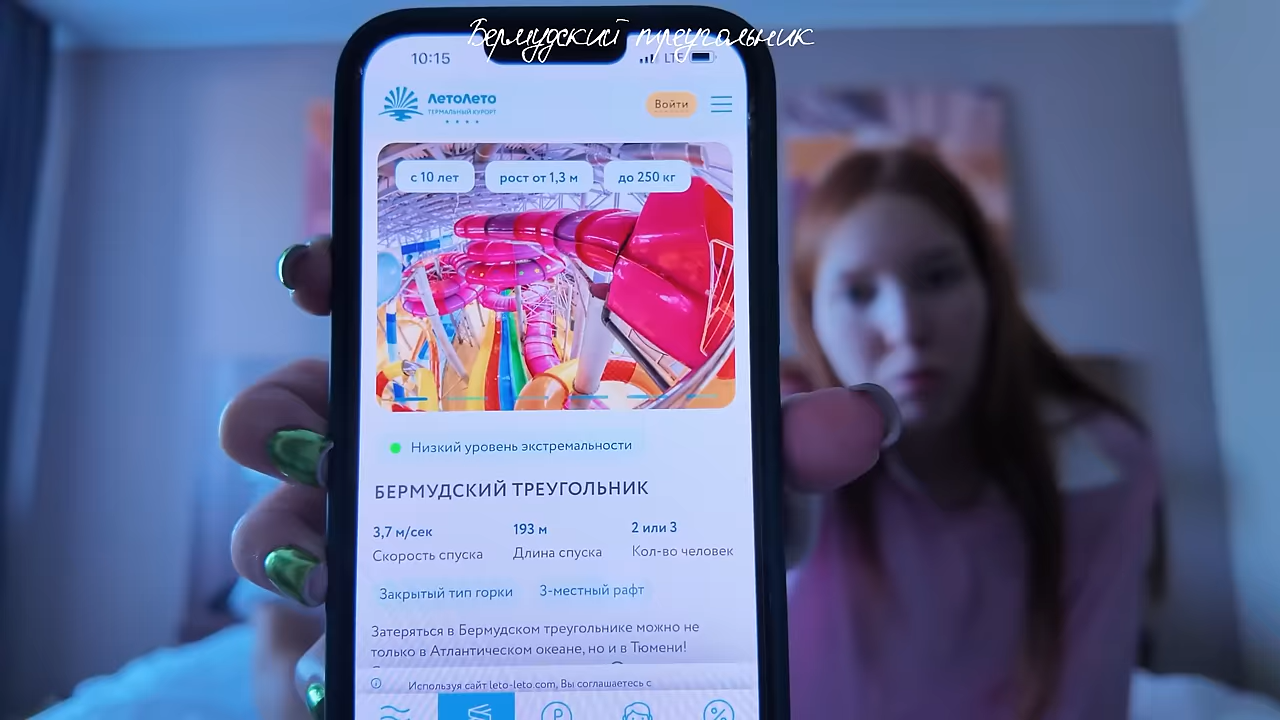 Бермудский треугольник
10:15
LTE
ЛетоЛето
ТЕРМАЛЬНЫЙ КУРОРТ
Войти
с 10 лет
рост от 1,3 м
до 250 кг
Низкий уровень экстремальности
БЕРМУДСКИЙ ТРЕУГОЛЬНИК
3,7 м/сек
193 м
2 или 3
Скорость спуска
Длина спуска
Кол-во человек
Закрытый тип горки
3-местный рафт
Затеряться в Бермудском треугольнике можно не
только в Атлантическом океане, но и в Тюмени!
Используя сайт leto-leto.com, Вы соглашаетесь с